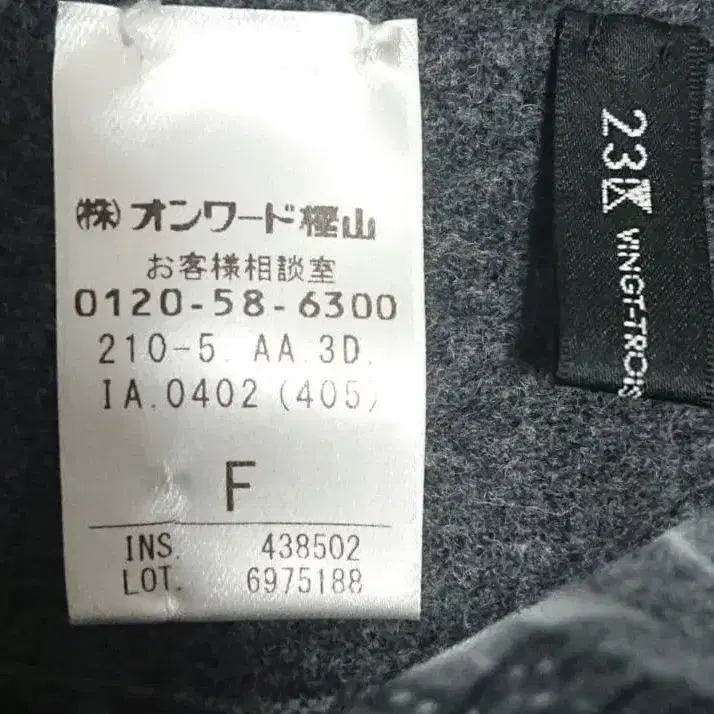 ㈱オンワード樫山
お客様相談室
0120-58-6300
210-5. AA.3D.
IA.0402 (405)
F
INS. 438502
LOT. 6975188
23区 VINGT-TROIS